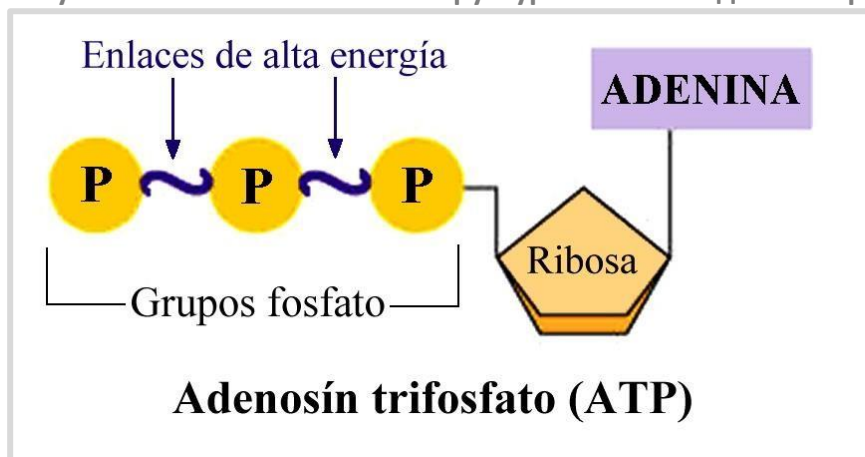 Enlaces de alta energía
ADENINA
P P P
Ribosa
Grupos fosfato
Adenosín trifosfato (ATP)